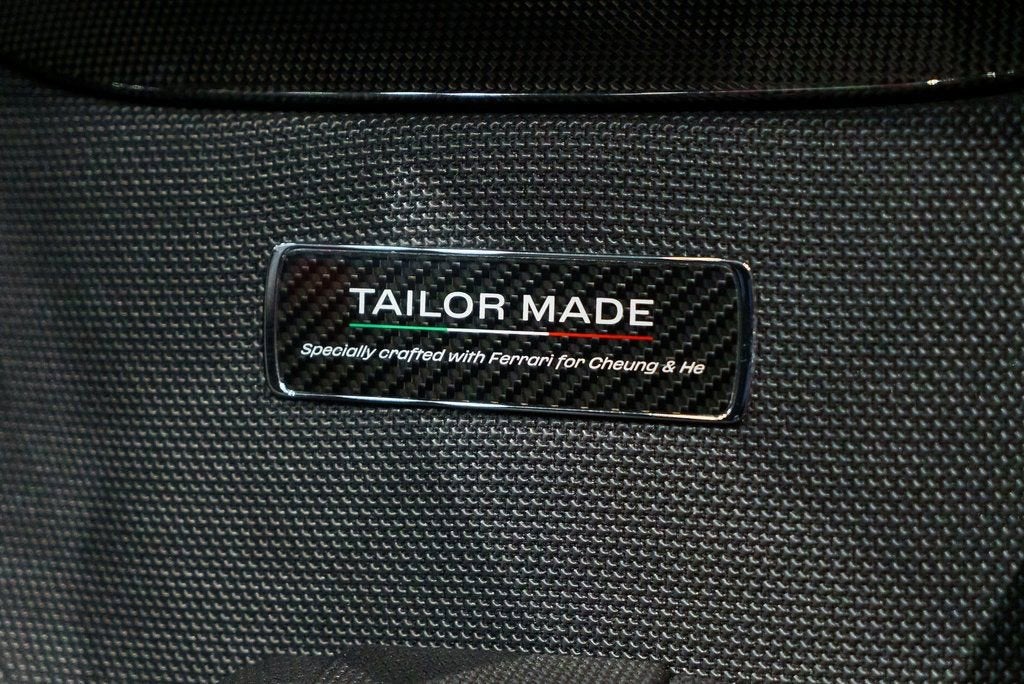 TAILOR MADE
Specially crafted with Ferrari for Cheung & He